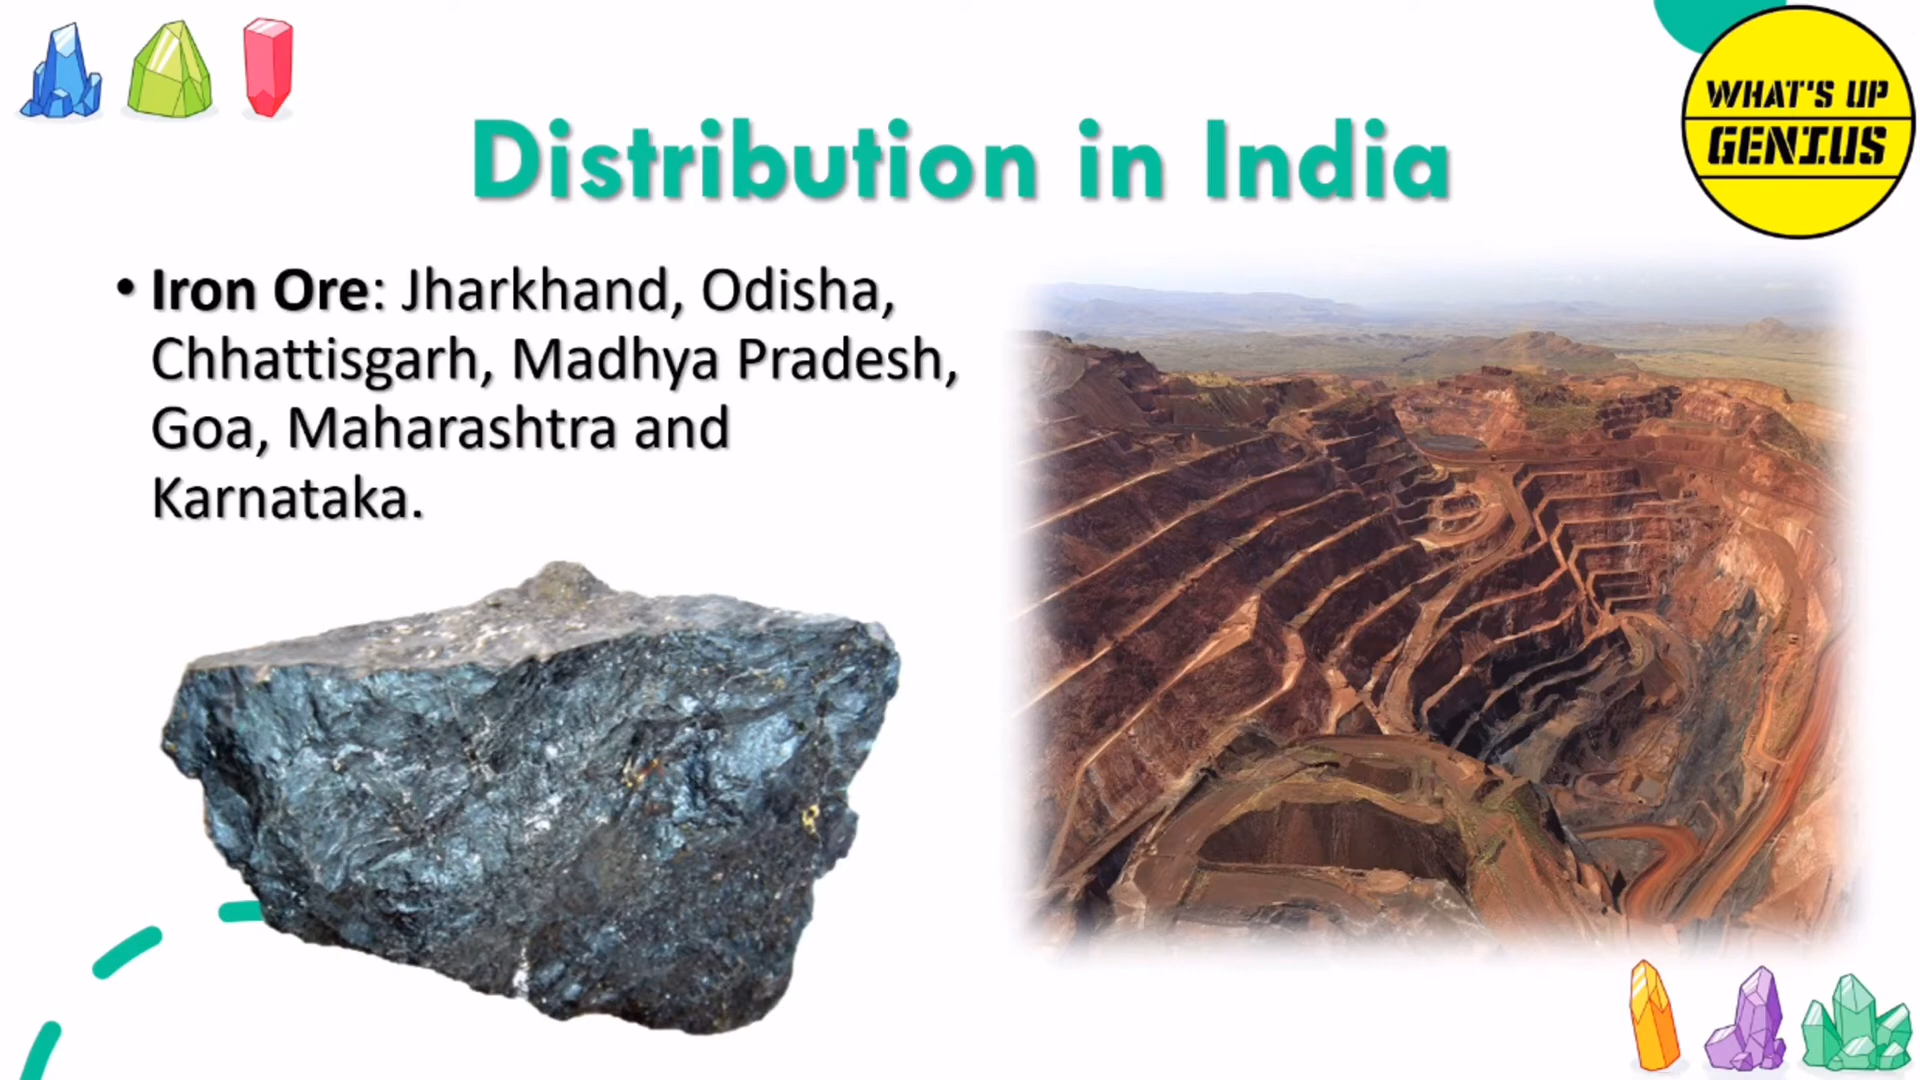 WHAT'S UP
GENIUS
Distribution in India
• Iron Ore: Jharkhand, Odisha,
Chhattisgarh, Madhya Pradesh,
Goa, Maharashtra and
Karnataka.